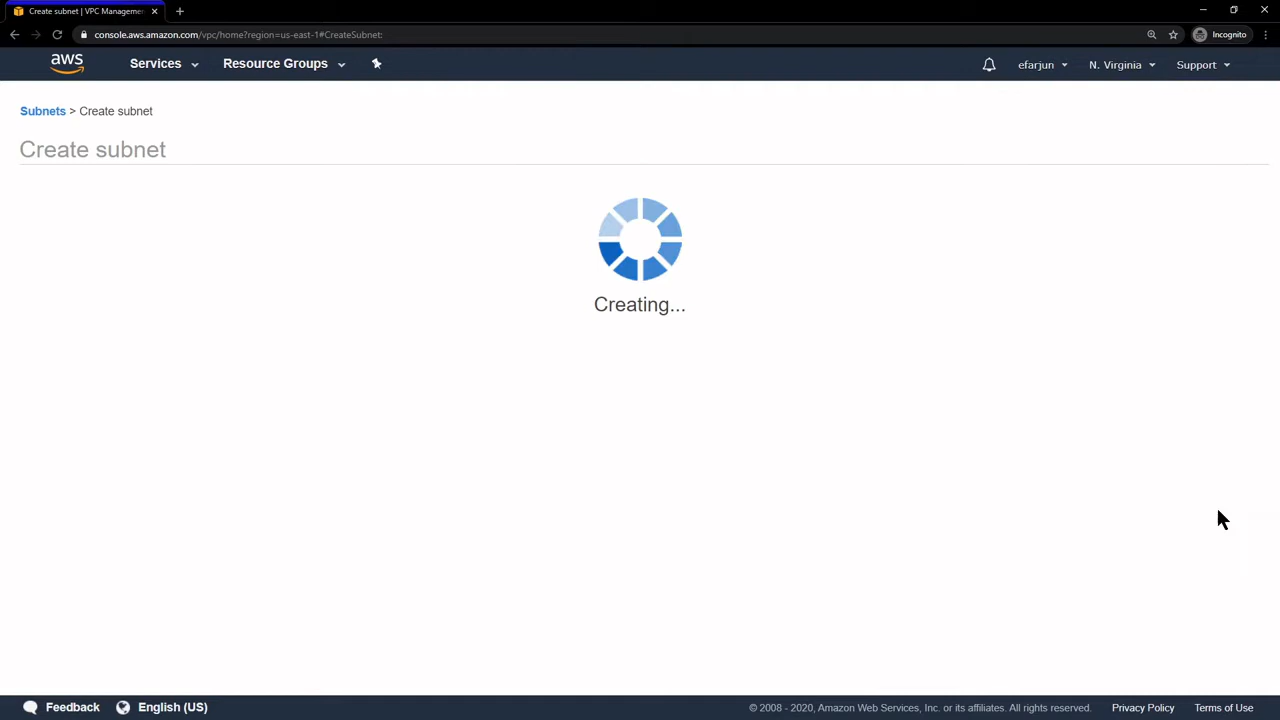 Create subnet | VPC Manageme
console.aws.amazon.com/vpc/home?region=us-east-1#CreateSubnet:
Incognito
aws
Services
Resource Groups
efarjun
N. Virginia
Support
Subnets > Create subnet
Create subnet
Creating...
Feedback
English (US)
© 2008 - 2020, Amazon Web Services, Inc. or its affiliates. All rights reserved.
Privacy Policy
Terms of Use